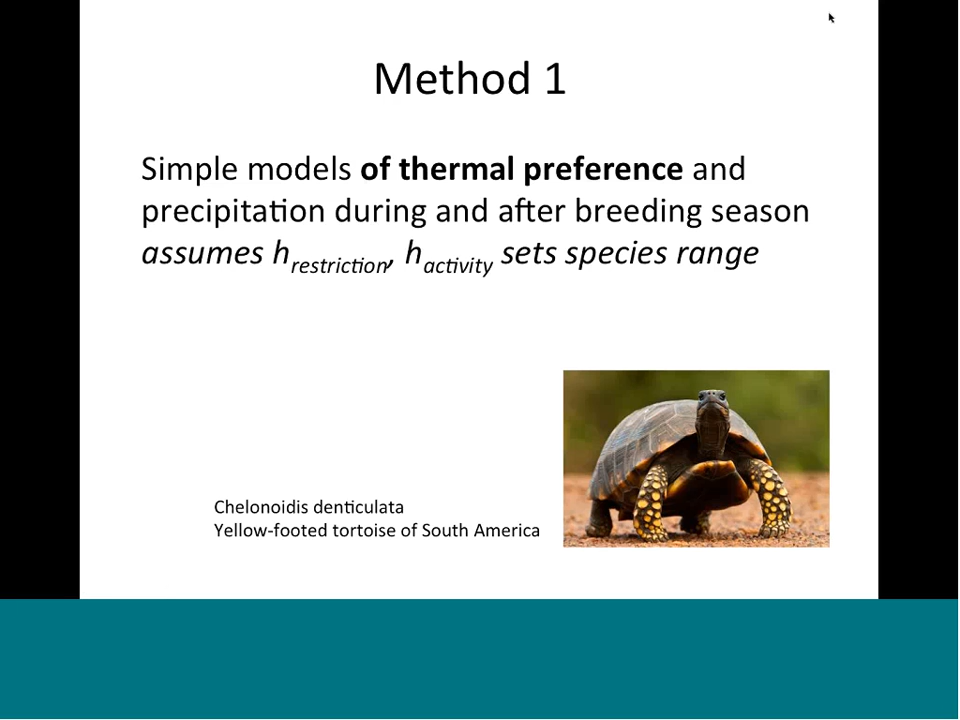 Method 1
Simple models of thermal preference and
precipitation during and after breeding season
assumes hrestriction, hactivity sets species range
Chelonoidis denticulata
Yellow-footed tortoise of South America